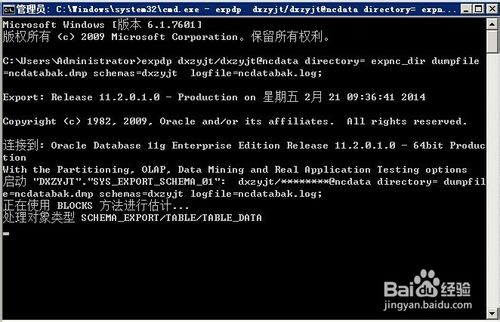 管理员: C:\Windows\system32\cmd.exe - expdp  dxzyjt/dxzyjt@ncdata directory= expn...
Microsoft Windows [版本 6.1.7601]
版权所有 (c) 2009 Microsoft Corporation。保留所有权利。
C:\Users\Administrator>expdp dxzyjt/dxzyjt@ncdata directory= expnc_dir dumpfile
=ncdatabak.dmp schemas=dxzyjt  logfile=ncdatabak.log;
Export: Release 11.2.0.1.0 - Production on 星期五 2月 21 09:36:41 2014
Copyright (c) 1982, 2009, Oracle and/or its affiliates.  All rights reserved.
连接到: Oracle Database 11g Enterprise Edition Release 11.2.0.1.0 - 64bit Produc
tion
With the Partitioning, OLAP, Data Mining and Real Application Testing options
启动 "DXZYJT"."SYS_EXPORT_SCHEMA_01":  dxzyjt/********@ncdata directory= dumpfil
e=ncdatabak.dmp schemas=dxzyjt logfile=ncdatabak.log;
正在使用 BLOCKS 方法进行估计...
处理对象类型 SCHEMA_EXPORT/TABLE/TABLE_DATA
Baidu 经验
jingyan.baidu.com